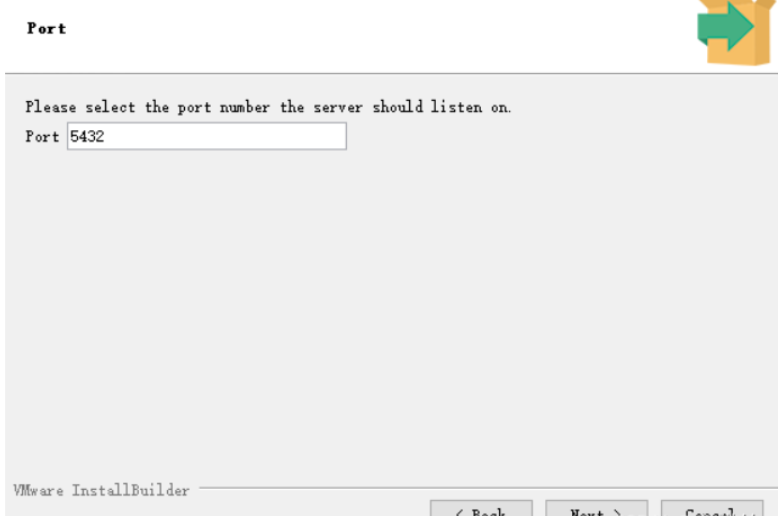 Port
Please select the port number the server should listen on.
Port 5432
VMware InstallBuilder
< Back Next > Cancel